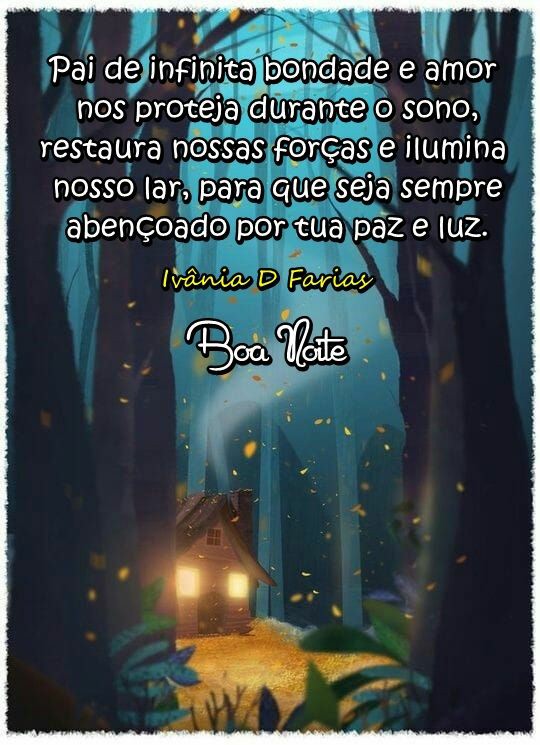 Pai de infinita bondade e amor
nos proteja durante o sono,
restaura nossas forças e ilumina
nosso lar, para que seja sempre
abençoado por tua paz e luz.
Ivânia D Farias
Boa Noite